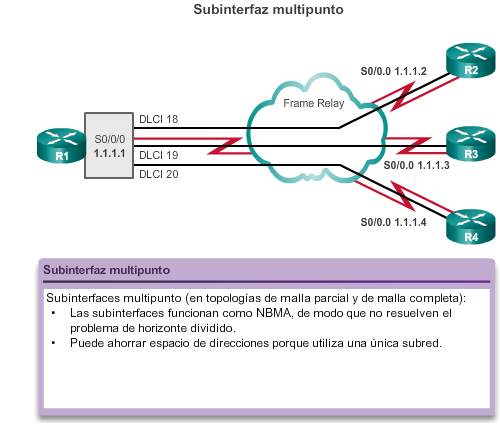 Subinterfaz multipunto
S0/0.0 1.1.1.2
R2
Frame Relay
DLCI 18
S0/0/0
1.1.1.1
R1
DLCI 19
R3
S0/0.0 1.1.1.3
DLCI 20
S0/0.0 1.1.1.4
R4
Subinterfaz multipunto
Subinterfaces multipunto (en topologías de malla parcial y de malla completa):
• Las subinterfaces funcionan como NBMA, de modo que no resuelven el
problema de horizonte dividido.
• Puede ahorrar espacio de direcciones porque utiliza una única subred.